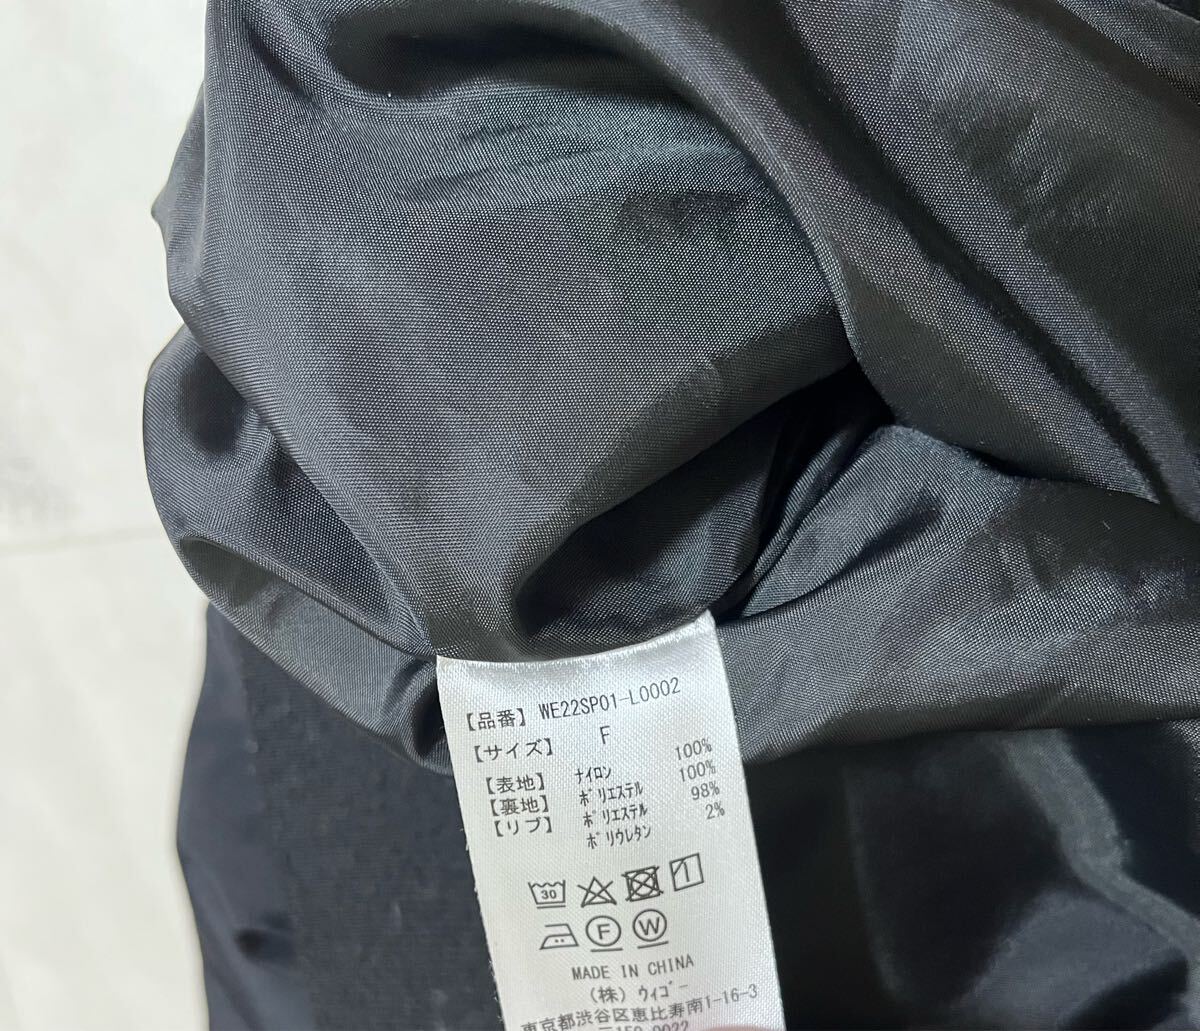 【品番】 WE22SP01-L0002
【サイズ】 F
【表地】 ナイロン 100%
【裏地】 ポリエステル 100%
【リブ】 ポリエステル 98%
ポリウレタン 2%
30
F W
MADE IN CHINA
(株) ウィゴー
東京都渋谷区恵比寿南1-16-3
〒150-0022